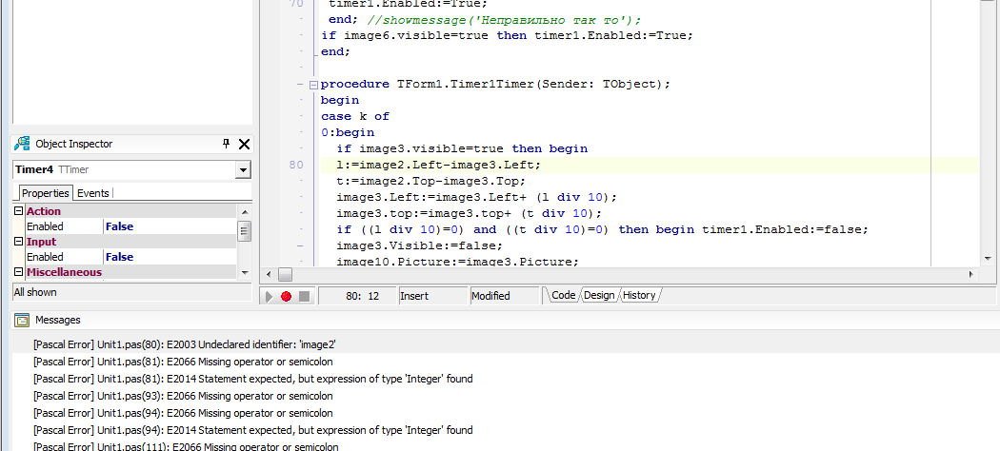 70
timer1.Enabled:=True;
end; //showmessage('Неправильно так то');
if image6.visible=true then timer1.Enabled:=True;
end;
procedure TForm1.Timer1Timer(Sender: TObject);
begin
case k of
0:begin
if image3.visible=true then begin
80
l:=image2.Left-image3.Left;
t:=image2.Top-image3.Top;
image3.Left:=image3.Left+ (l div 10);
image3.top:=image3.top+ (t div 10);
if ((l div 10)=0) and ((t div 10)=0) then begin timer1.Enabled:=false;
image3.Visible:=false;
image10.Picture:=image3.Picture;
Object Inspector
Timer4 TTimer
Properties Events
Action
Enabled False
Input
Enabled False
Miscellaneous
All shown
80: 12 Insert Modified Code Design History
Messages
[Pascal Error] Unit1.pas(80): E2003 Undeclared identifier: 'image2'
[Pascal Error] Unit1.pas(81): E2066 Missing operator or semicolon
[Pascal Error] Unit1.pas(81): E2014 Statement expected, but expression of type 'Integer' found
[Pascal Error] Unit1.pas(93): E2066 Missing operator or semicolon
[Pascal Error] Unit1.pas(94): E2066 Missing operator or semicolon
[Pascal Error] Unit1.pas(94): E2014 Statement expected, but expression of type 'Integer' found
[Pascal Error] Unit1.pas(111): E2066 Missing operator or semicolon